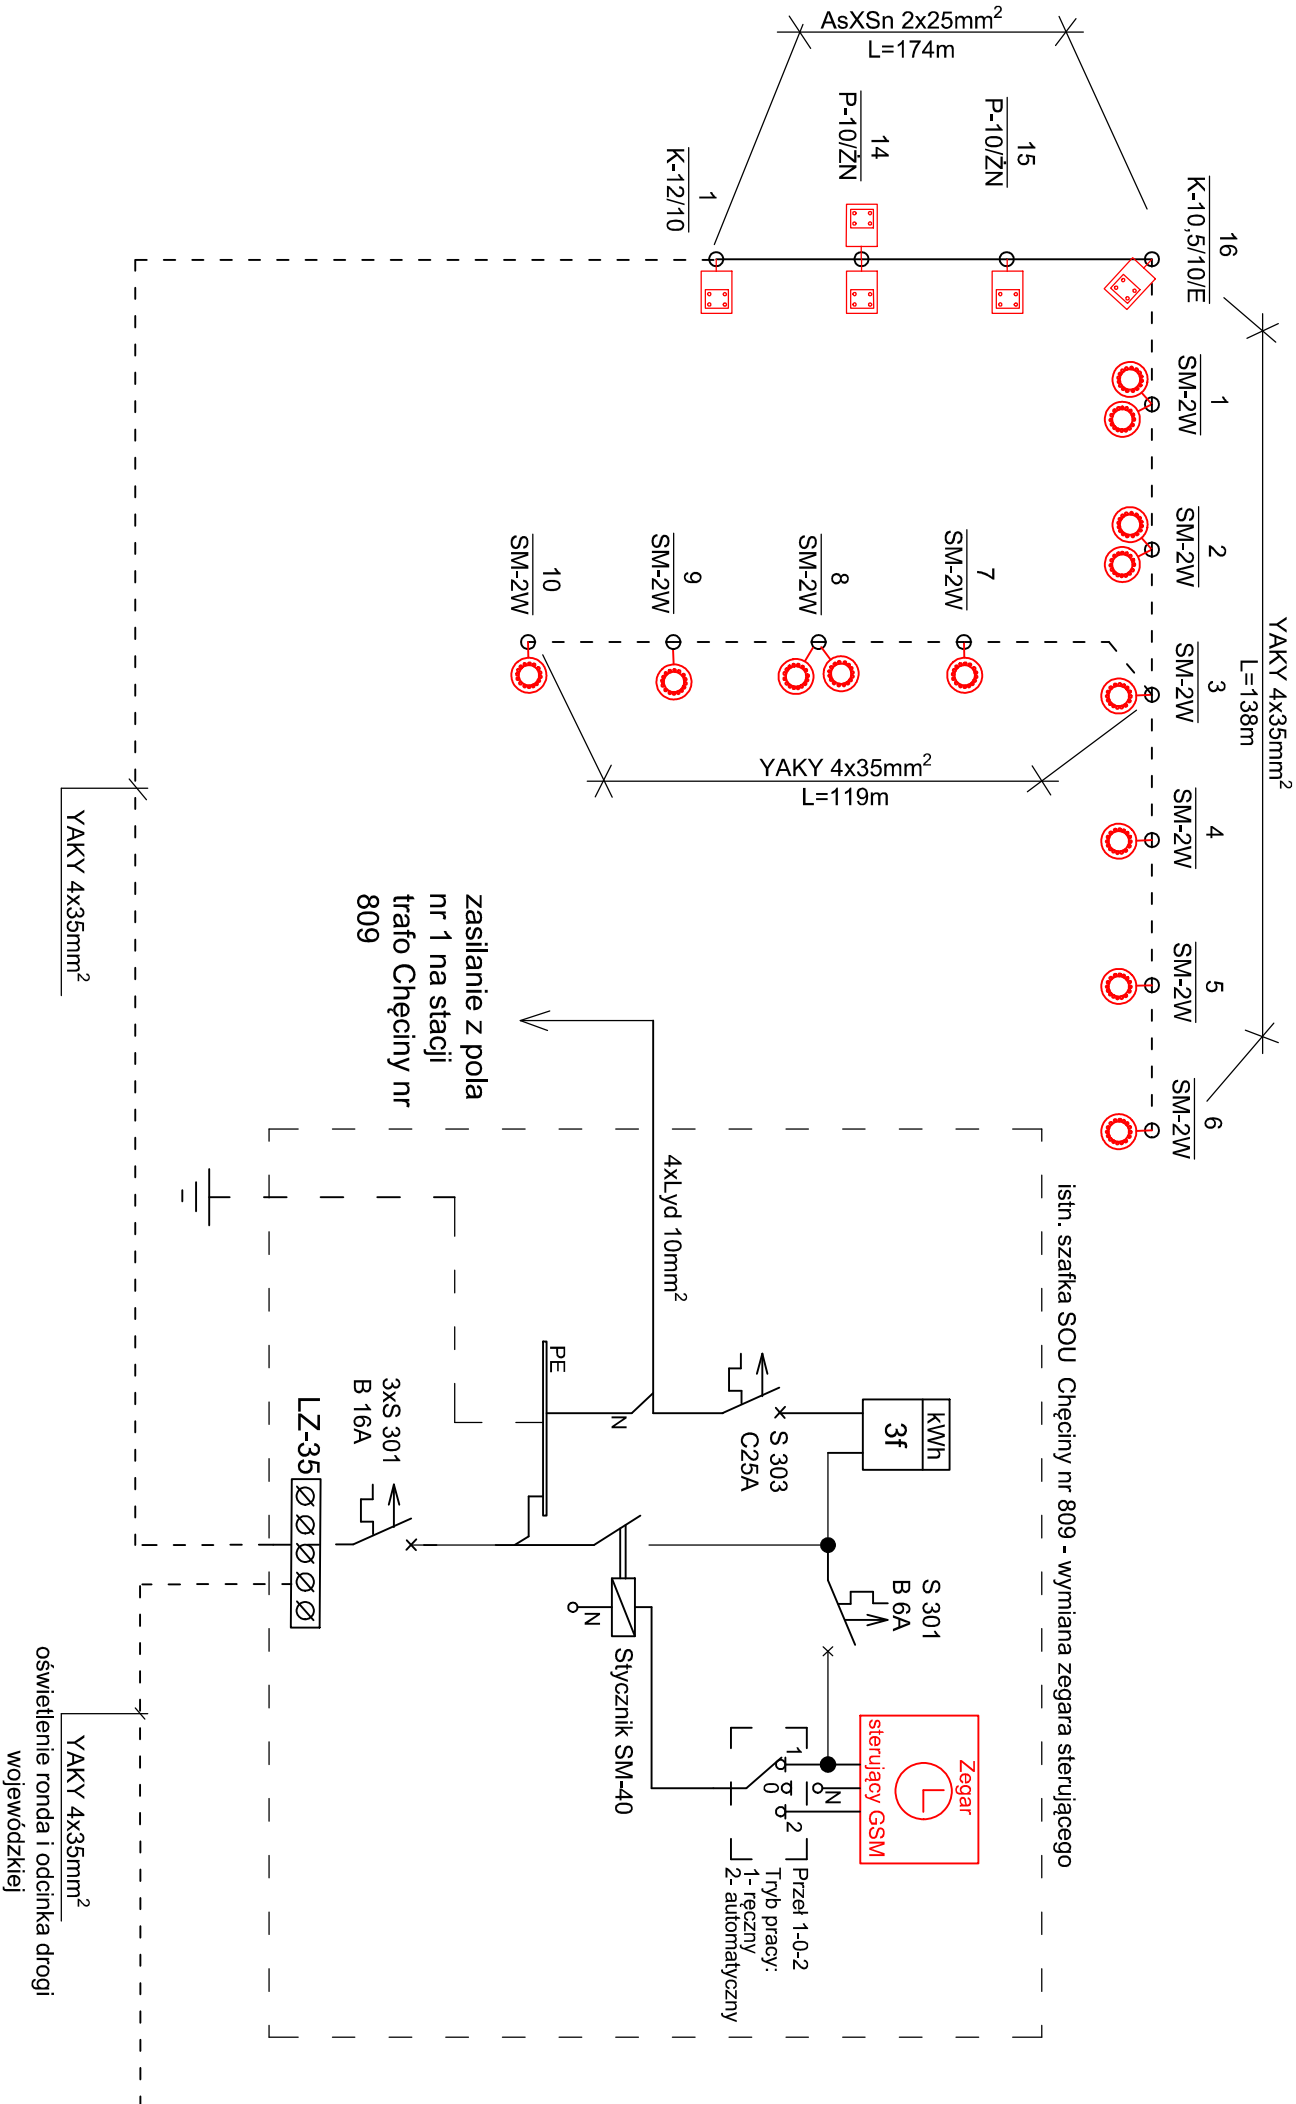 AsXSn 2x25mm²
L=174m
16
K-10,5/10/E
15
P-10/ŻN
14
P-10/ŻN
1
K-12/10
YAKY 4x35mm²
L=138m
1
SM-2W
2
SM-2W
3
SM-2W
4
SM-2W
5
SM-2W
6
SM-2W
7
SM-2W
8
SM-2W
9
SM-2W
10
SM-2W
YAKY 4x35mm²
L=119m
YAKY 4x35mm²
zasilanie z pola
nr 1 na stacji
trafo Chęciny nr
809
istn. szafka SOU Chęciny nr 809 - wymiana zegara sterującego
4xLyd 10mm²
kWh
3f
S 303
C25A
N
PE
3xS 301
B 16A
LZ-35
S 301
B 6A
Stycznik SM-40
N
Zegar
sterujący GSM
N
1
0
2
Przeł 1-0-2
Tryb pracy:
1- ręczny
2- automatyczny
YAKY 4x35mm²
oświetlenie ronda i odcinka drogi
wojewódzkiej